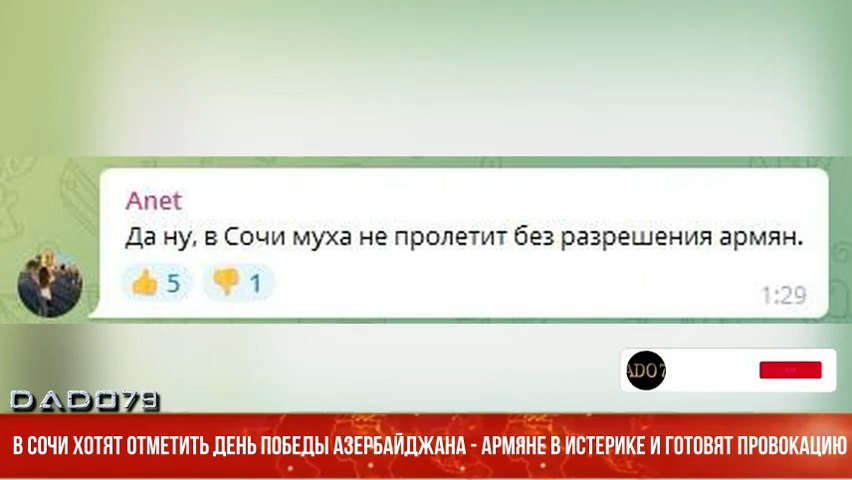 Anet
Да ну, в Сочи муха не пролетит без разрешения армян.
👍 5 👎 1
1:29
ADO7
DADO79
В СОЧИ ХОТЯТ ОТМЕТИТЬ ДЕНЬ ПОБЕДЫ АЗЕРБАЙДЖАНА - АРМЯНЕ В ИСТЕРИКЕ И ГОТОВЯТ ПРОВОКАЦИЮ